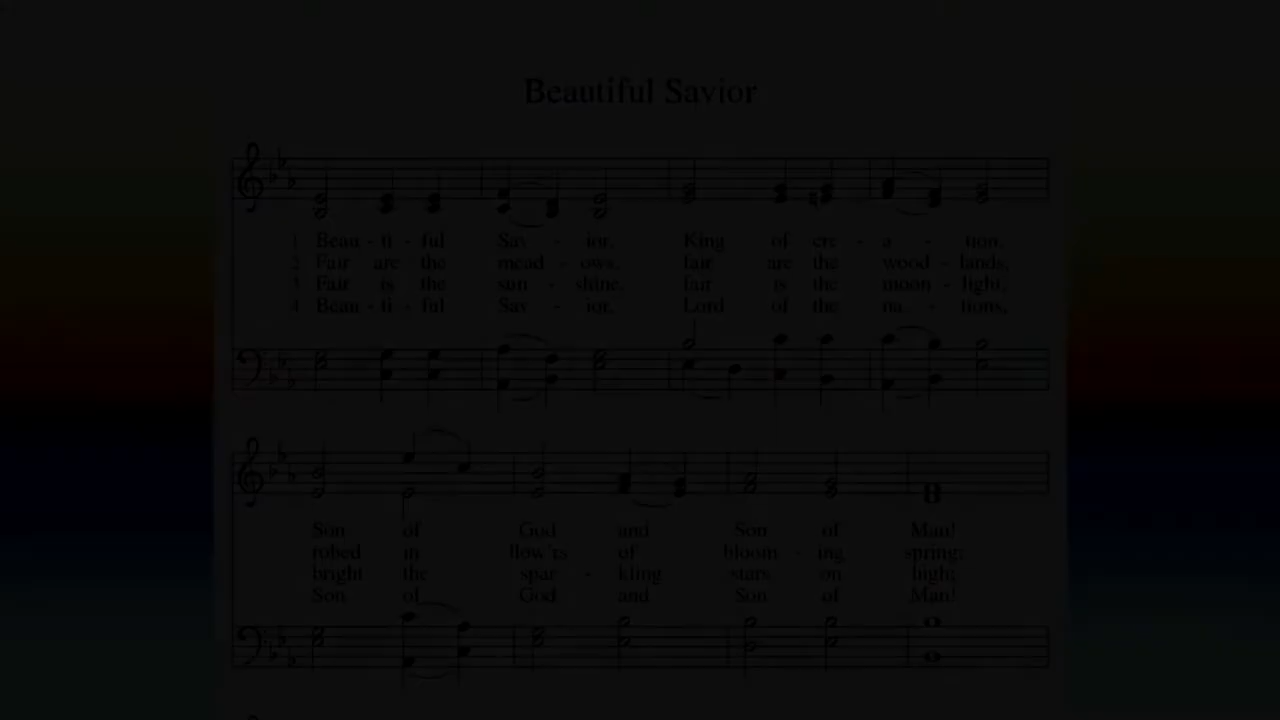 Beautiful Savior
1 Beau - ti - ful Sav - ior, King of cre - a - tion,
2 Fair are the mead - ows, fair are the wood - lands,
3 Fair is the sun - shine, fair is the moon - light,
4 Beau - ti - ful Sav - ior, Lord of the na - tions,
Son of God and Son of Man!
robed in flow'rs of bloom - ing spring;
bright the spar - kling stars on high;
Son of God and Son of Man!